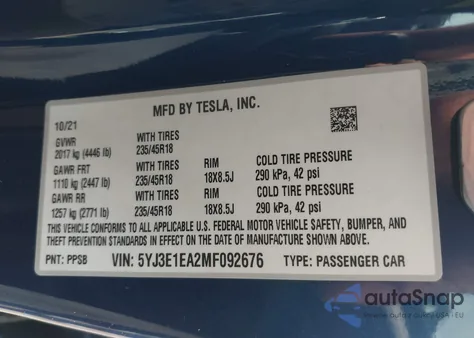 MFD BY TESLA, INC.
10/21
GVWR WITH TIRES
2017 kg (4446 lb) 235/45R18
GAWR FRT WITH TIRES RIM COLD TIRE PRESSURE
1110 kg (2447 lb) 235/45R18 18X8.5J 290 kPa, 42 psi
GAWR RR WITH TIRES RIM COLD TIRE PRESSURE
1257 kg (2771 lb) 235/45R18 18X8.5J 290 kPa, 42 psi
THIS VEHICLE CONFORMS TO ALL APPLICABLE U.S. FEDERAL MOTOR VEHICLE SAFETY, BUMPER, AND
THEFT PREVENTION STANDARDS IN EFFECT ON THE DATE OF MANUFACTURE SHOWN ABOVE.
PNT: PPSB VIN: 5YJ3E1EA2MF092676 TYPE: PASSENGER CAR
autoSnap